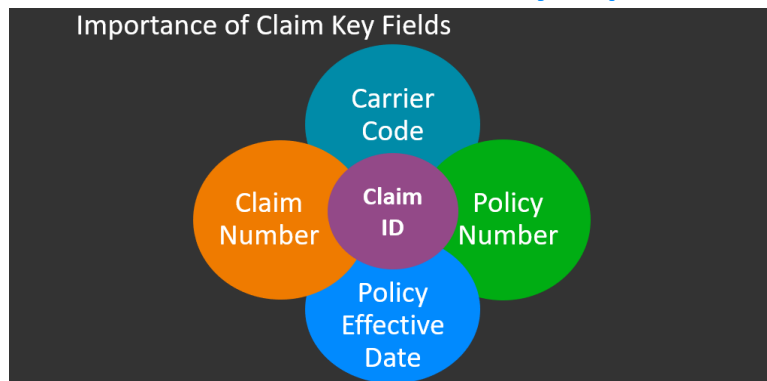 Importance of Claim Key Fields
Carrier
Code
Claim
Number
Claim
ID
Policy
Number
Policy
Effective
Date